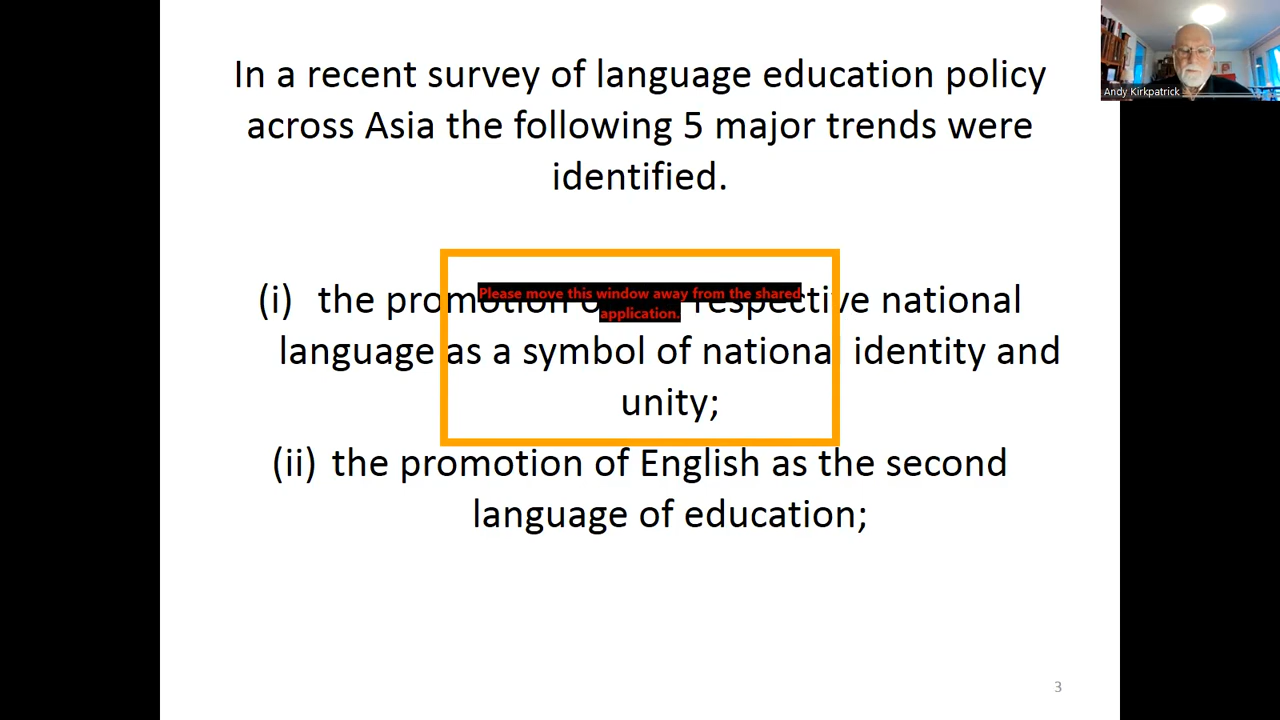 In a recent survey of language education policy
across Asia the following 5 major trends were
identified.
(i) the promotion respective national
Please move this window away from the shared
application.
language as a symbol of national identity and
unity;
(ii) the promotion of English as the second
language of education;
3
Andy Kirkpatrick